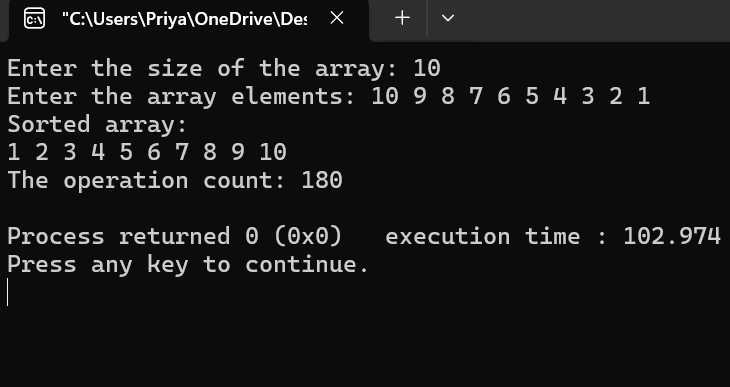 "C:\Users\Priya\OneDrive\Des
Enter the size of the array: 10
Enter the array elements: 10 9 8 7 6 5 4 3 2 1
Sorted array:
1 2 3 4 5 6 7 8 9 10
The operation count: 180
Process returned 0 (0x0)   execution time : 102.974
Press any key to continue.